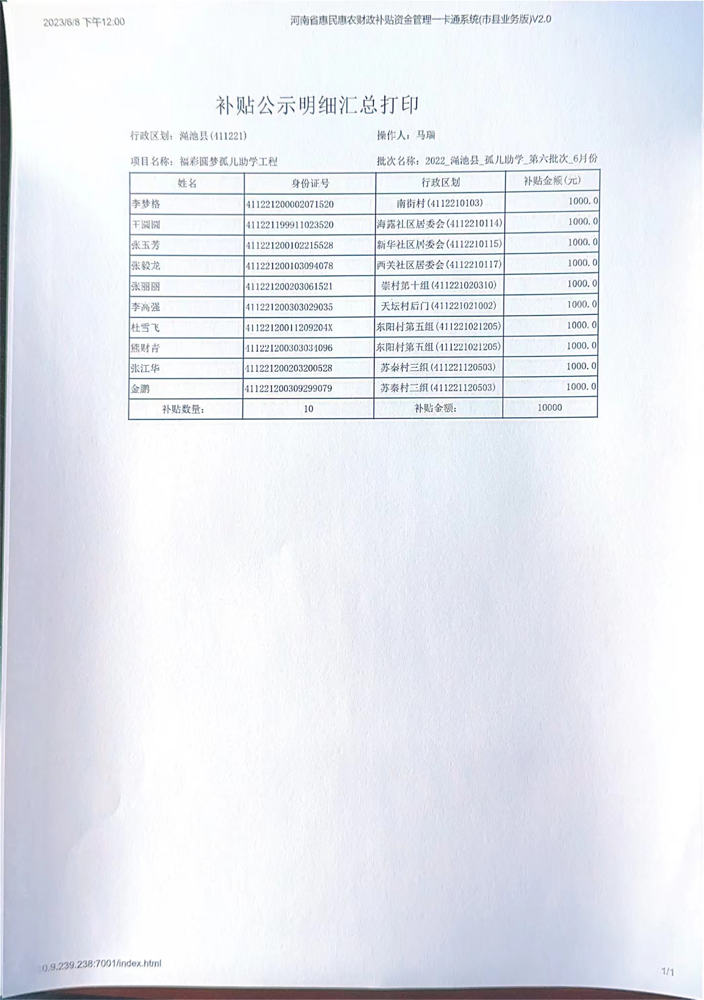 2023/6/8 下午12:00 河南省惠民惠农财政补贴资金管理一卡通系统(市县业务版)V2.0
补贴公示明细汇总打印
行政区划：渑池县(411221) 操作人：马瑞
项目名称：福彩圆梦孤儿助学工程 批次名称：2022_渑池县_孤儿助学_第六批次_6月份
姓名 身份证号 行政区划 补贴金额(元)
李梦格 411221200002071520 南街村(4112210103) 1000.0
王圆圆 411221199911023520 海露社区居委会(4112210114) 1000.0
张玉芳 411221200102215528 新华社区居委会(4112210115) 1000.0
张毅龙 411221200103094078 西关社区居委会(4112210117) 1000.0
张丽丽 411221200203061521 崇村第十组(411221020310) 1000.0
李高强 411221200303029035 天坛村后门(411221021002) 1000.0
杜雪飞 41122120011209204X 东阳村第五组(411221021205) 1000.0
熊财肯 411221200303034096 东阳村第五组(411221021205) 1000.0
张江华 411221200203200528 苏秦村三组(411221120503) 1000.0
金鹏 411221200309299079 苏秦村三组(411221120503) 1000.0
补贴数量： 10 补贴金额： 10000
0.9.239.238:7001/index.html 1/1